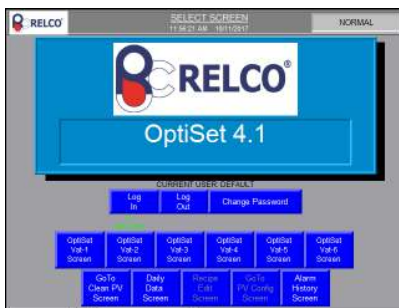 RELCO
SELECT SCREEN
11:56:21 AM 10/11/2017
NORMAL
RELCO®
OptiSet 4.1
CURRENT USER: DEFAULT
Log In
Log Out
Change Password
OptiSet Vat-1 Screen
OptiSet Vat-2 Screen
OptiSet Vat-3 Screen
OptiSet Vat-4 Screen
OptiSet Vat-5 Screen
OptiSet Vat-6 Screen
GoTo Clean PV Screen
Daily Data Screen
Recipe Edit Screen
GoTo PV Config Screen
Alarm History Screen